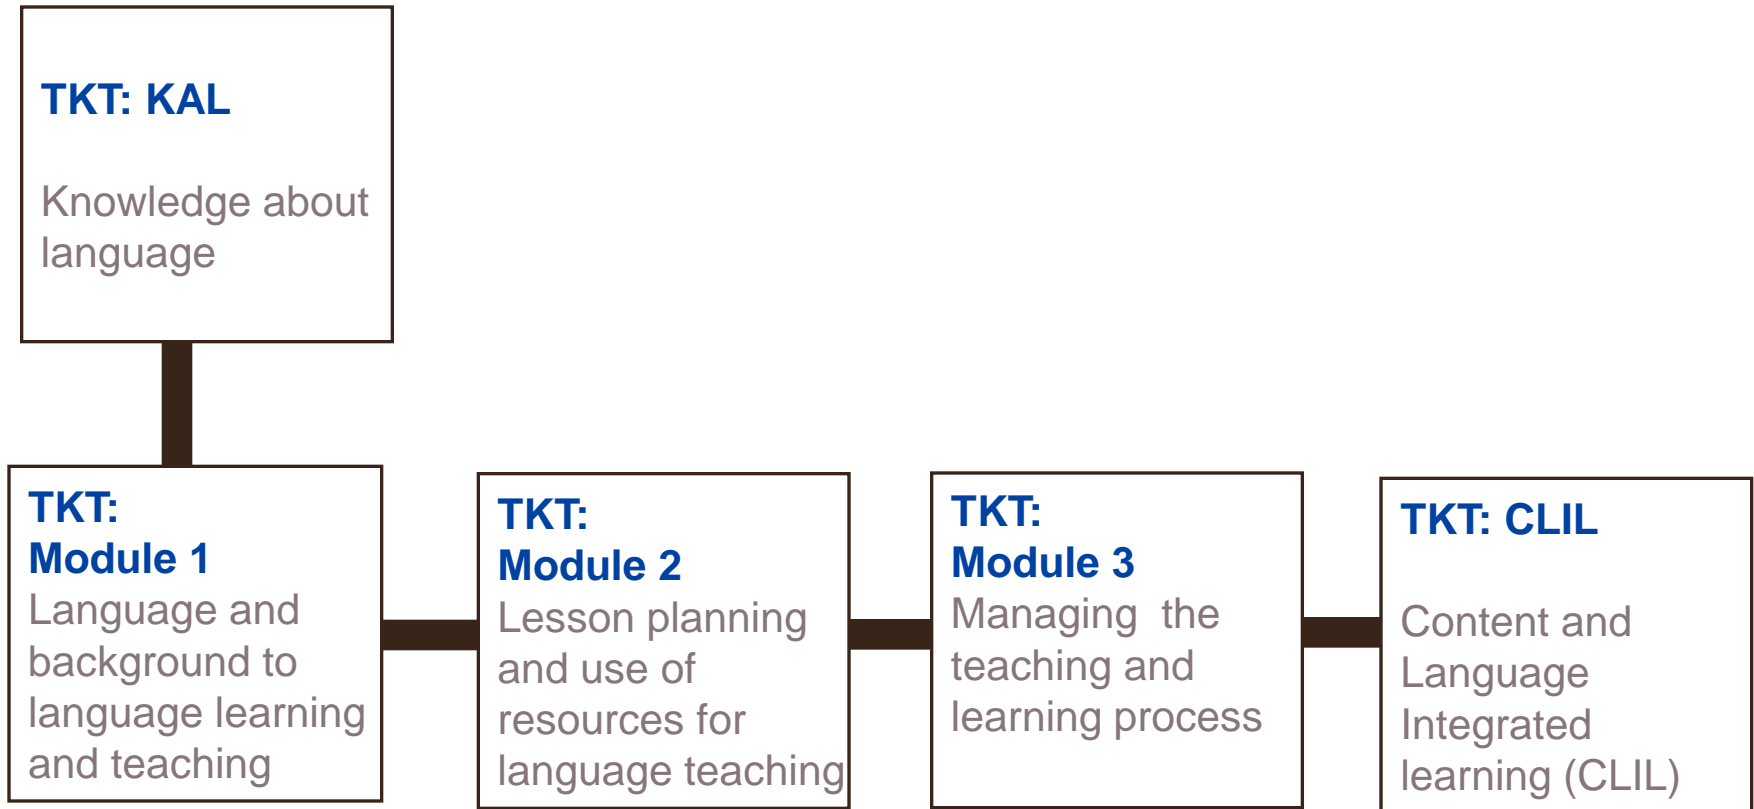 TKT: KAL
Knowledge about
language
TKT:
Module 1
Language and
background to
language learning
and teaching
TKT:
Module 2
Lesson planning
and use of
resources for
language teaching
TKT:
Module 3
Managing  the
teaching and
learning process
TKT: CLIL
Content and
Language
Integrated
learning (CLIL)